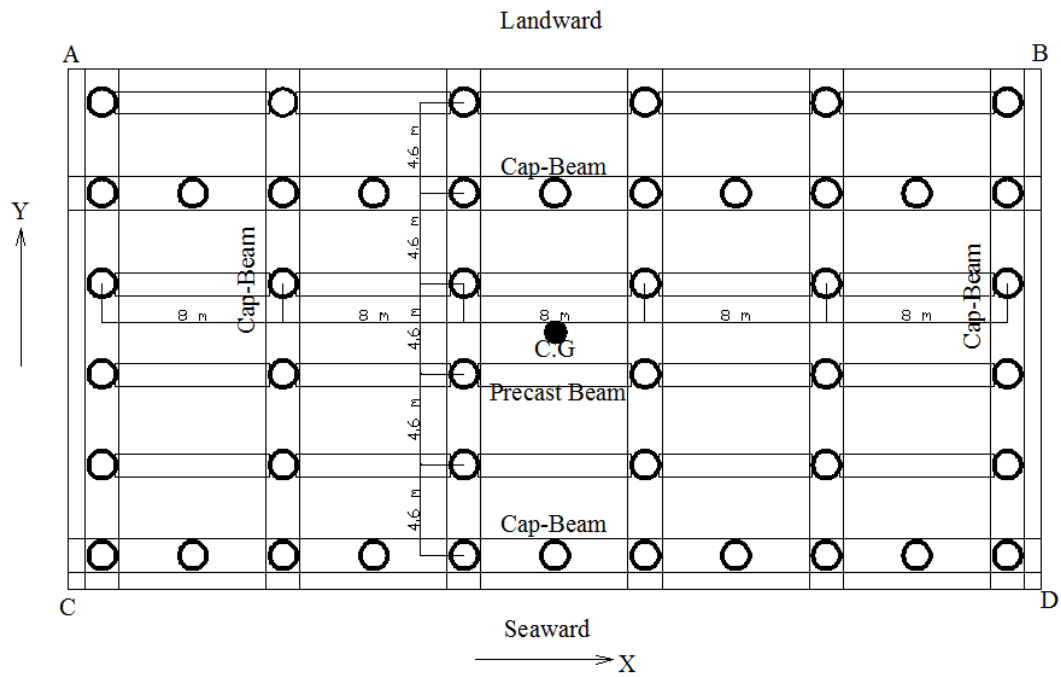 Landward
A
B
4.6 m
Cap-Beam
4.6 m
Y
Cap-Beam
Cap-Beam
8 m
8 m
8 m
8 m
8 m
4.6 m
C.G
Precast Beam
4.6 m
4.6 m
Cap-Beam
C
D
Seaward
X